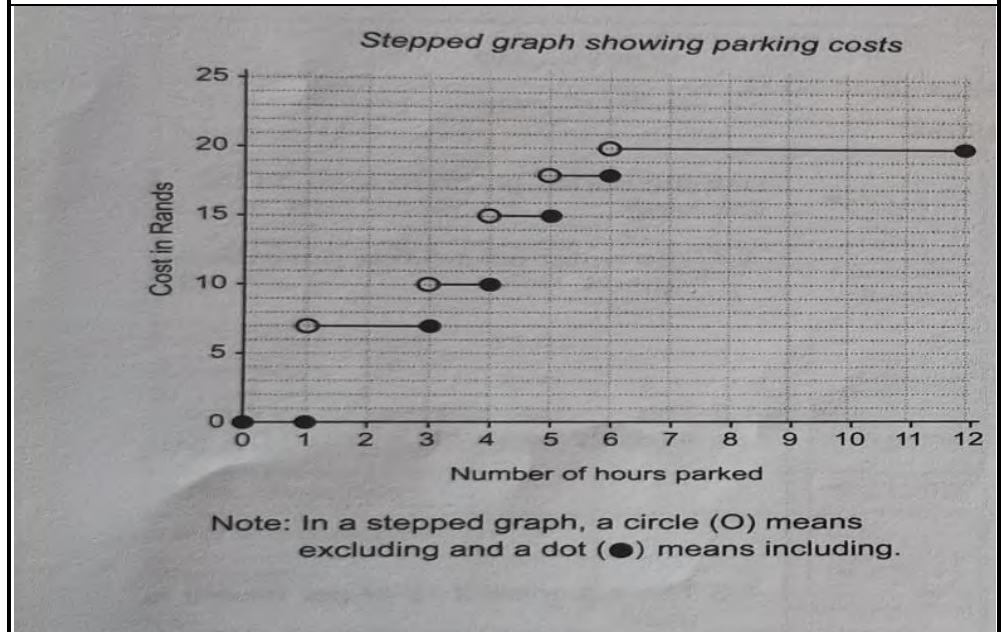 Stepped graph showing parking costs
25
20
15
10
5
0
Cost in Rands
0 1 2 3 4 5 6 7 8 9 10 11 12
Number of hours parked
Note: In a stepped graph, a circle (O) means
excluding and a dot (●) means including.